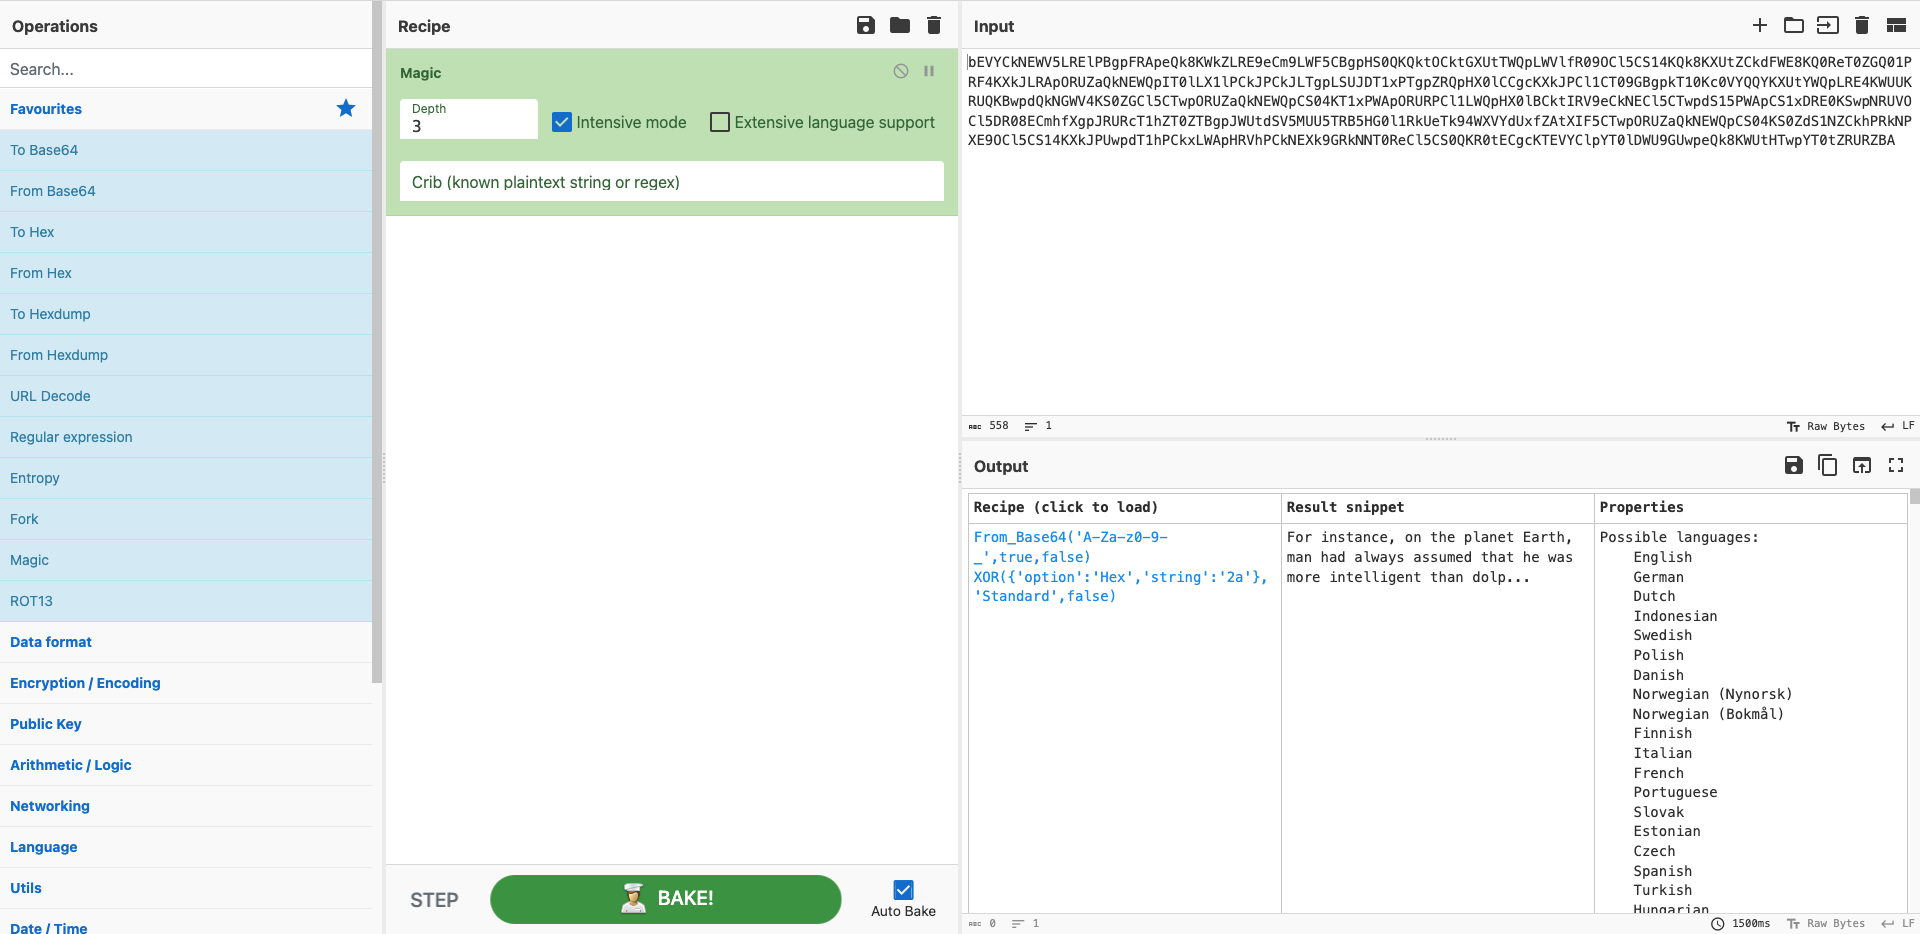 Operations
Search...
Favourites
To Base64
From Base64
To Hex
From Hex
To Hexdump
From Hexdump
URL Decode
Regular expression
Entropy
Fork
Magic
ROT13
Data format
Encryption / Encoding
Public Key
Arithmetic / Logic
Networking
Language
Utils
Date / Time
Recipe
Magic
Depth
3
Intensive mode
Extensive language support
Crib (known plaintext string or regex)
STEP
BAKE!
Auto Bake
Input
bEVYCkNEWV5LRElPBgpFRApeQk8KWkZLRE9eCm9LWF5CBgpHS0QKQktOCktGXUtTWQpLWVlfR09OCl5CS14KQk8KXUtZCkdFWE8KQ0ReT0ZGQ01P
RF4KXkJLRApORUZaQkNEWQpIT0lLX1lPCkJPCkJLTgpLSUJDT1xPTgpZRQpHX0lCCgcKXkJPCl1CT09GBgpkT10Kc0VYQQYKXUtYWQpLRE4KWUUK
RUQKBwpdQkNGWV4KS0ZGCl5CTwpORUZaQkNEWQpCS04KT1xPWApORURPCl1LWQpHX0lBCktIRV9eCkNECl5CTwpdS15PWApCS1xDRE0KSwpNRUVO
Cl5DR08ECmhfXgpJRURcT1hZT0ZTBgpJWUtdSV5MUU5TRB5HG0l1RkUeTk94WXVYdUxfZAtXIF5CTwpORUZaQkNEWQpCS04KS0ZdS1NZCkhPRkNP
XE9OCl5CS14KXkJPUwpdT1hPCkxLWApHRVhPCkNEXk9GRkNNT0ReCl5CS0QKR0tECgcKTEVYClpYT0lDWU9GUwpeQk8KWUtHTwpYT0tZRURZBA
558
1
Raw Bytes
LF
Output
Recipe (click to load)
Result snippet
Properties
From_Base64('A-Za-z0-9-
_',true,false)
XOR({'option':'Hex','string':'2a'},
'Standard',false)
For instance, on the planet Earth,
man had always assumed that he was
more intelligent than dolp...
Possible languages:
English
German
Dutch
Indonesian
Swedish
Polish
Danish
Norwegian (Nynorsk)
Norwegian (Bokmål)
Finnish
Italian
French
Portuguese
Slovak
Estonian
Czech
Spanish
Turkish
Hungarian
0
1
1500ms
Raw Bytes
LF